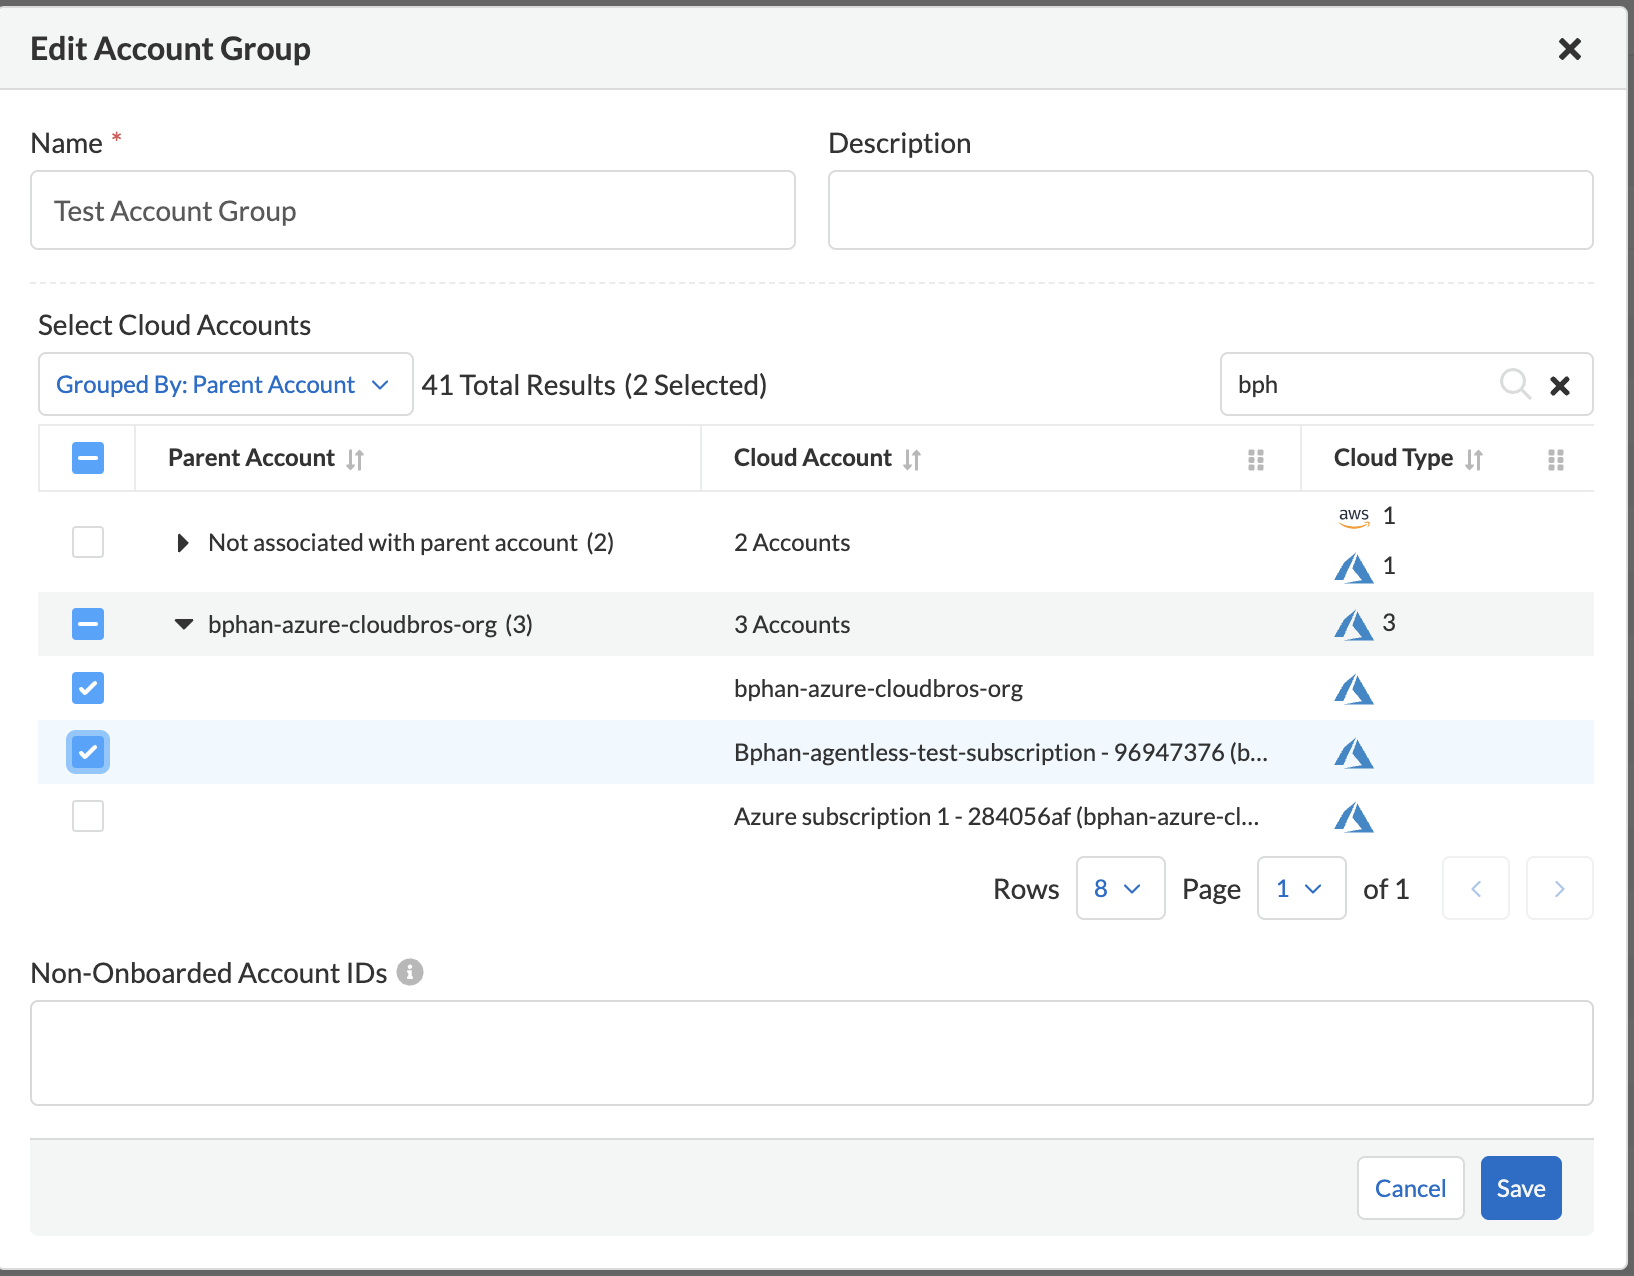 Edit Account Group
Name *
Description
Test Account Group
Select Cloud Accounts
Grouped By: Parent Account
41 Total Results (2 Selected)
bph
Parent Account
Cloud Account
Cloud Type
Not associated with parent account (2)
2 Accounts
aws 1
1
bphan-azure-cloudbros-org (3)
3 Accounts
3
bphan-azure-cloudbros-org
Bphan-agentless-test-subscription - 96947376 (b...
Azure subscription 1 - 284056af (bphan-azure-cl...
Rows 8 Page 1 of 1
Non-Onboarded Account IDs
Cancel
Save